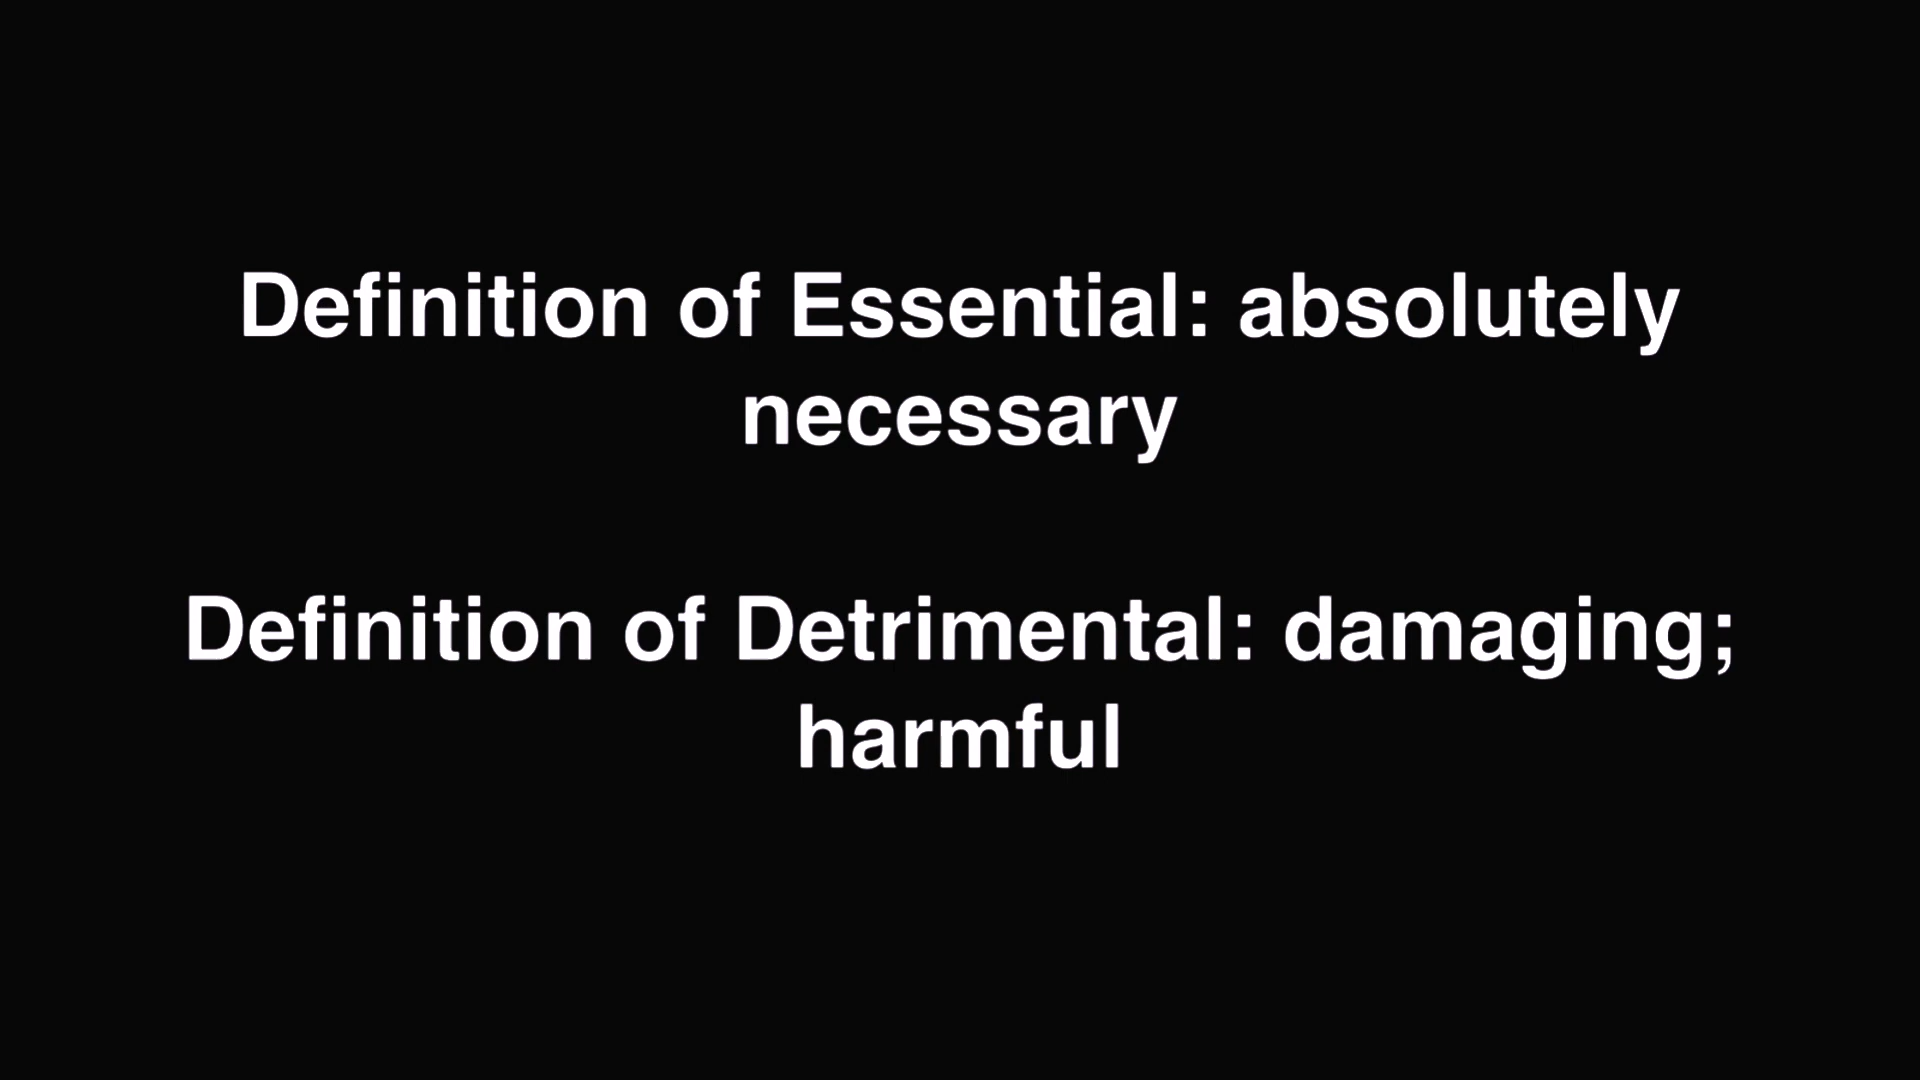 Definition of Essential: absolutely
necessary
Definition of Detrimental: damaging;
harmful